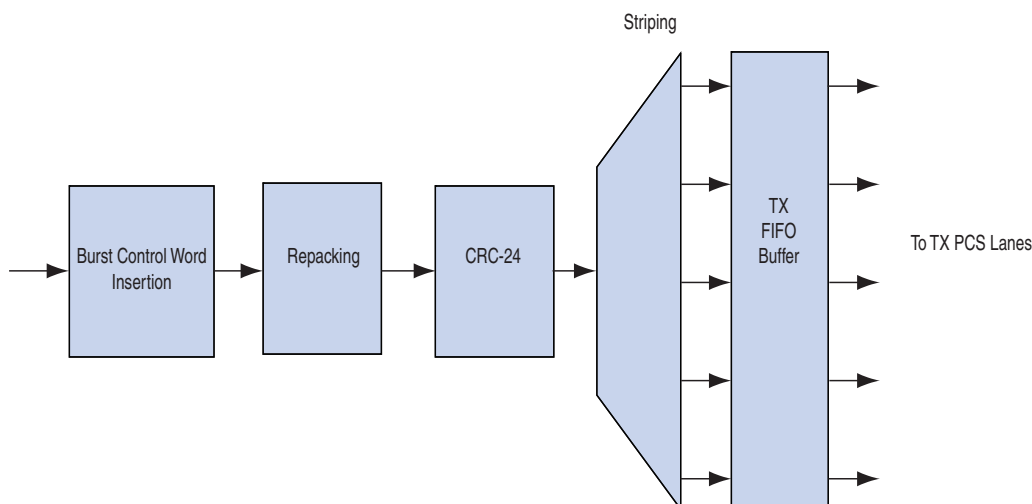 Striping
Burst Control Word
Insertion
Repacking
CRC-24
TX
FIFO
Buffer
To TX PCS Lanes